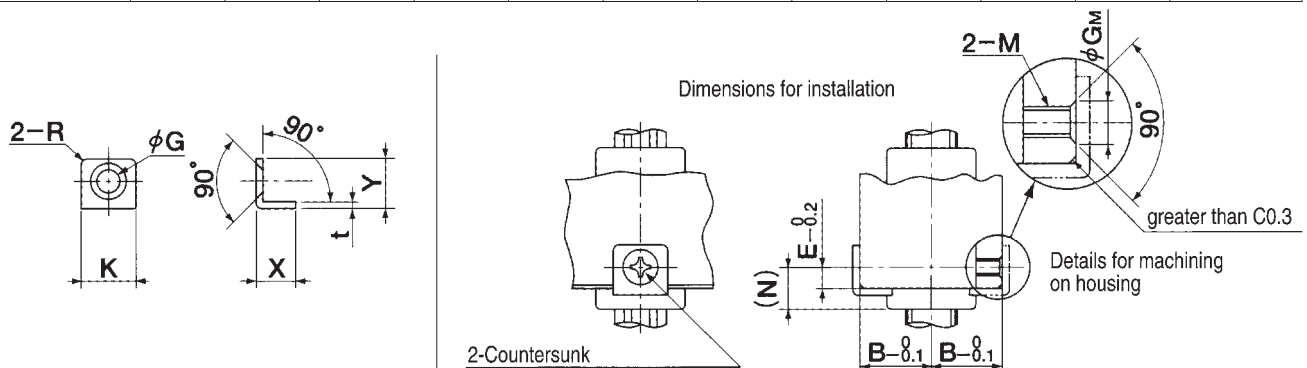 2-R
φG
90°
90°
K
X
t
Y
Dimensions for installation
2-Countersunk
2-M
φGM
90°
greater than C0.3
Details for machining
on housing
E-0
0.2
(N)
B-0
0.1
B-0
0.1